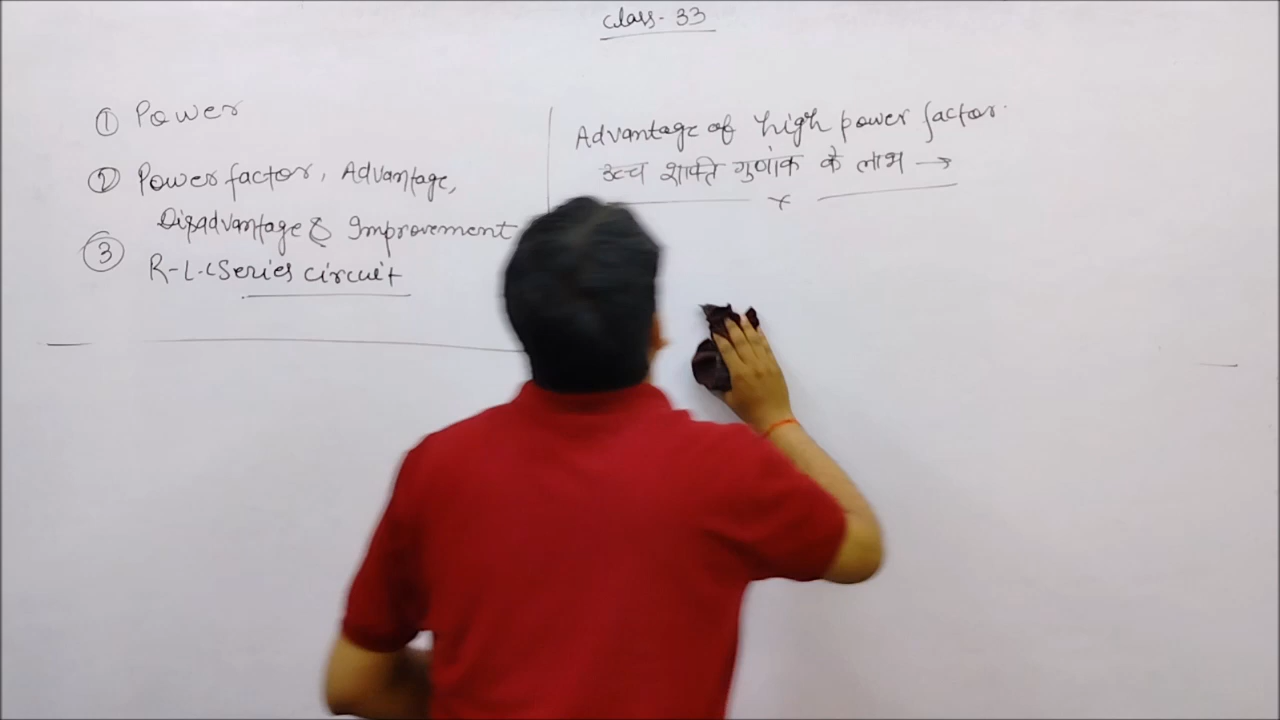 Class- 33
① Power
② Power factor, Advantage,
Disadvantage & Improvement
③ R-L-C Series circuit
Advantage of high power factor.
उच्च शक्ति गुणांक के लाभ →